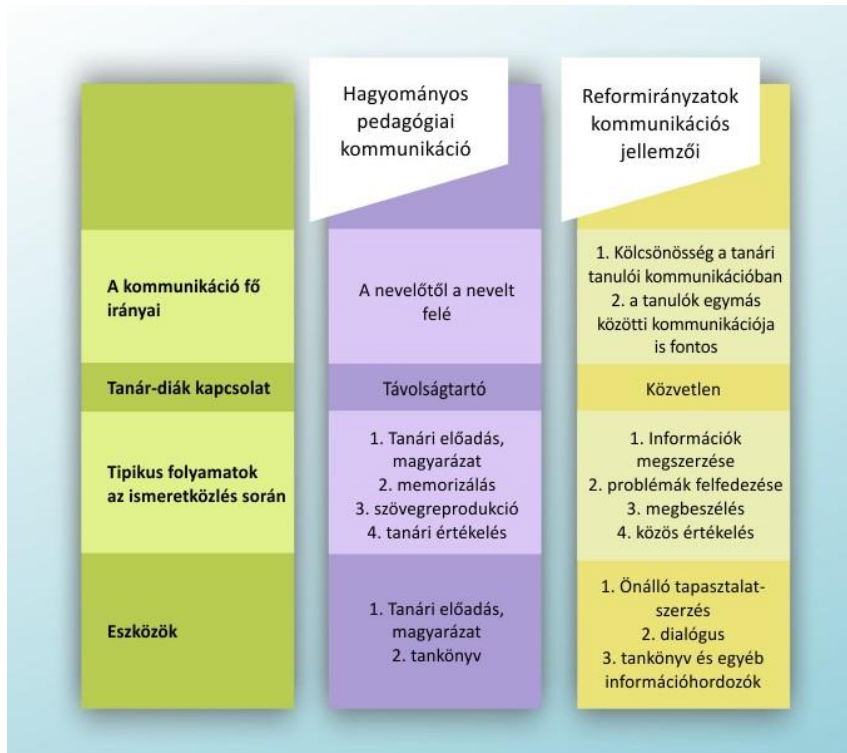 Hagyományos
pedagógiai
kommunikáció
Reformirányzatok
kommunikációs
jellemzői
A kommunikáció fő
irányai
A nevelőtől a nevelt
felé
1. Kölcsönösség a tanári
tanulói kommunikációban
2. a tanulók egymás
közötti kommunikációja
is fontos
Tanár-diák kapcsolat
Távolságtartó
Közvetlen
Tipikus folyamatok
az ismeretközlés során
1. Tanári előadás,
magyarázat
2. memorizálás
3. szövegreprodukció
4. tanári értékelés
1. Információk
megszerzése
2. problémák felfedezése
3. megbeszélés
4. közös értékelés
Eszközök
1. Tanári előadás,
magyarázat
2. tankönyv
1. Önálló tapasztalat-
szerzés
2. dialógus
3. tankönyv és egyéb
információhordozók